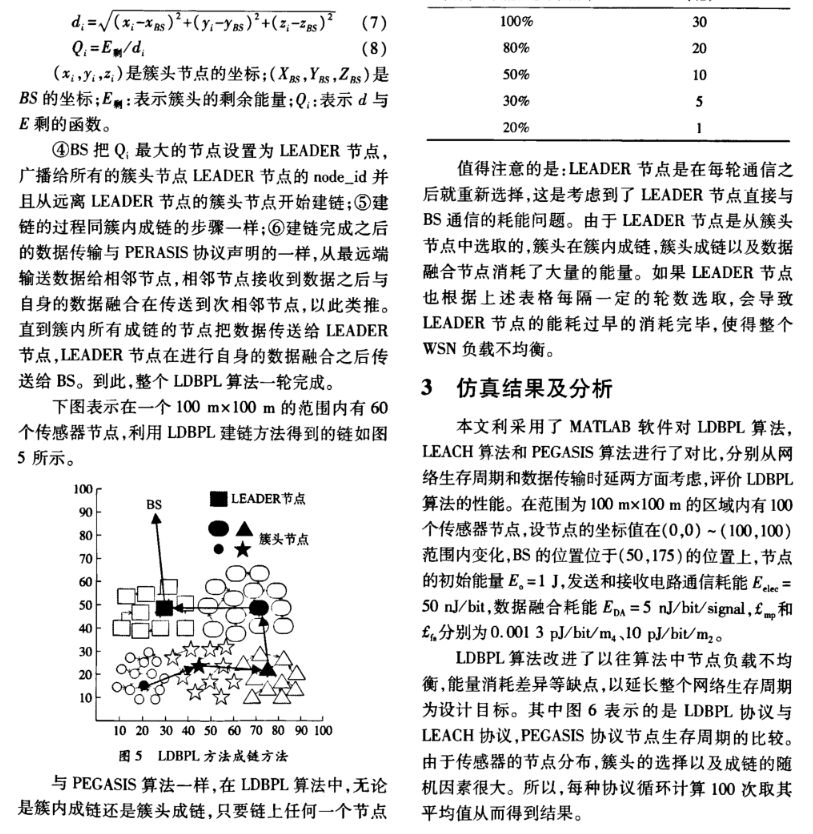 d_i=√(x_i-x_BS)²+(y_i-y_BS)²+(z_i-z_BS)² (7)
Q_i=E剩/d_i (8)
(x_i,y_i,z_i)是簇头节点的坐标;(X_BS,Y_BS,Z_BS)是
BS的坐标;E剩:表示簇头的剩余能量;Q_i:表示 d 与
E 剩的函数。
④BS 把 Q_i 最大的节点设置为 LEADER 节点,
广播给所有的簇头节点 LEADER 节点的 node_id 并
且从远离 LEADER 节点的簇头节点开始建链;⑤建
链的过程同簇内成链的步骤一样;⑥建链完成之后
的数据传输与 PERASIS 协议声明的一样,从最远端
输送数据给相邻节点,相邻节点接收到数据之后与
自身的数据融合在传送到次相邻节点,以此类推。
直到簇内所有成链的节点把数据传送给 LEADER
节点,LEADER 节点在进行自身的数据融合之后传
送给 BS。到此,整个 LDBPL 算法一轮完成。
下图表示在一个 100 m×100 m 的范围内有 60
个传感器节点,利用 LDBPL 建链方法得到的链如图
5 所示。
100
90
80
70
60
50
40
30
20
10
BS
LEADER节点
簇头节点
10 20 30 40 50 60 70 80 90 100
图 5 LDBPL 方法成链方法
与 PEGASIS 算法一样,在 LDBPL 算法中,无论
是簇内成链还是簇头成链,只要链上任何一个节点
100% 30
80% 20
50% 10
30% 5
20% 1
值得注意的是:LEADER 节点是在每轮通信之
后就重新选择,这是考虑到了 LEADER 节点直接与
BS 通信的耗能问题。由于 LEADER 节点是从簇头
节点中选取的,簇头在簇内成链,簇头成链以及数据
融合节点消耗了大量的能量。如果 LEADER 节点
也根据上述表格每隔一定的轮数选取,会导致
LEADER 节点的能耗过早的消耗完毕,使得整个
WSN 负载不均衡。
3 仿真结果及分析
本文利采用了 MATLAB 软件对 LDBPL 算法,
LEACH 算法和 PEGASIS 算法进行了对比,分别从网
络生存周期和数据传输时延两方面考虑,评价 LDBPL
算法的性能。在范围为 100 m×100 m 的区域内有 100
个传感器节点,设节点的坐标值在(0,0) ~ (100,100)
范围内变化,BS 的位置位于(50,175)的位置上,节点
的初始能量 E_o=1 J,发送和接收电路通信耗能 E_elec=
50 nJ/bit,数据融合耗能 E_DA=5 nJ/bit/signal,£_mp和
£_fs分别为 0.001 3 pJ/bit/m_4、10 pJ/bit/m_2。
LDBPL 算法改进了以往算法中节点负载不均
衡,能量消耗差异等缺点,以延长整个网络生存周期
为设计目标。其中图 6 表示的是 LDBPL 协议与
LEACH 协议,PEGASIS 协议节点生存周期的比较。
由于传感器的节点分布,簇头的选择以及成链的随
机因素很大。所以,每种协议循环计算 100 次取其
平均值从而得到结果。